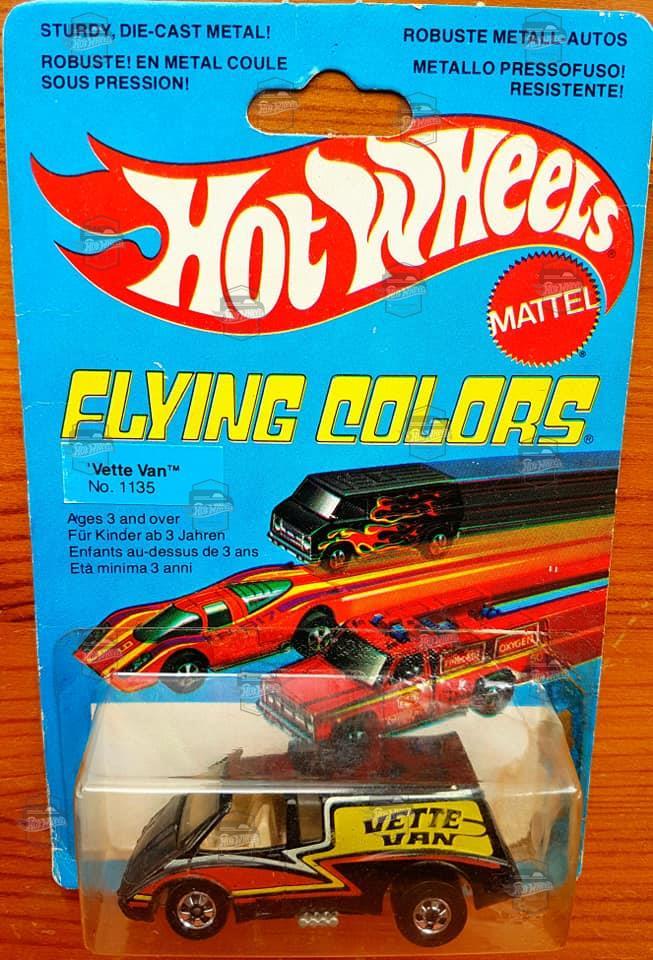 STURDY, DIE-CAST METAL!
ROBUSTE! EN METAL COULE
SOUS PRESSION!
ROBUSTE METALL-AUTOS
METALLO PRESSOFUSO!
RESISTENTE!
HOT WHEELS®
MATTEL®
FLYING COLORS®
'Vette Van™
No. 1135
Ages 3 and over
Für Kinder ab 3 Jahren
Enfants au-dessus de 3 ans
Età minima 3 anni
OXYGEN
VETTE
VAN